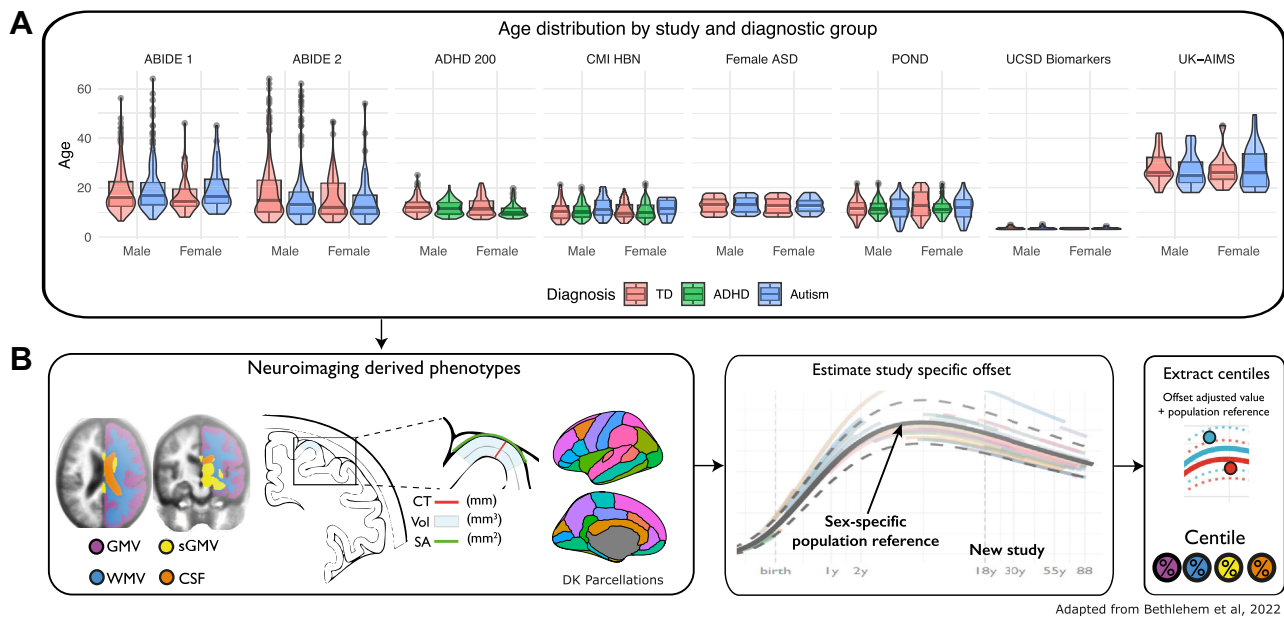 A
Age distribution by study and diagnostic group
ABIDE 1
ABIDE 2
ADHD 200
CMI HBN
Female ASD
POND
UCSD Biomarkers
UK−AIMS
Age
60
40
20
0
Male Female
Male Female
Male Female
Male Female
Male Female
Male Female
Male Female
Male Female
Diagnosis TD ADHD Autism
B
Neuroimaging derived phenotypes
GMV sGMV
WMV CSF
CT (mm)
Vol (mm³)
SA (mm²)
DK Parcellations
Estimate study specific offset
Sex-specific
population reference
New study
birth 1y 2y 18y 30y 55y 88
Extract centiles
Offset adjusted value
+ population reference
Centile
% % % %
Adapted from Bethlehem et al, 2022